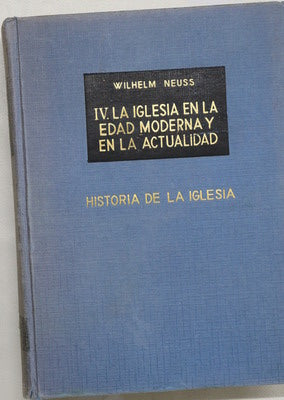 WILHELM NEUSS
IV. LA IGLESIA EN LA
EDAD MODERNA Y
EN LA ACTUALIDAD
HISTORIA DE LA IGLESIA